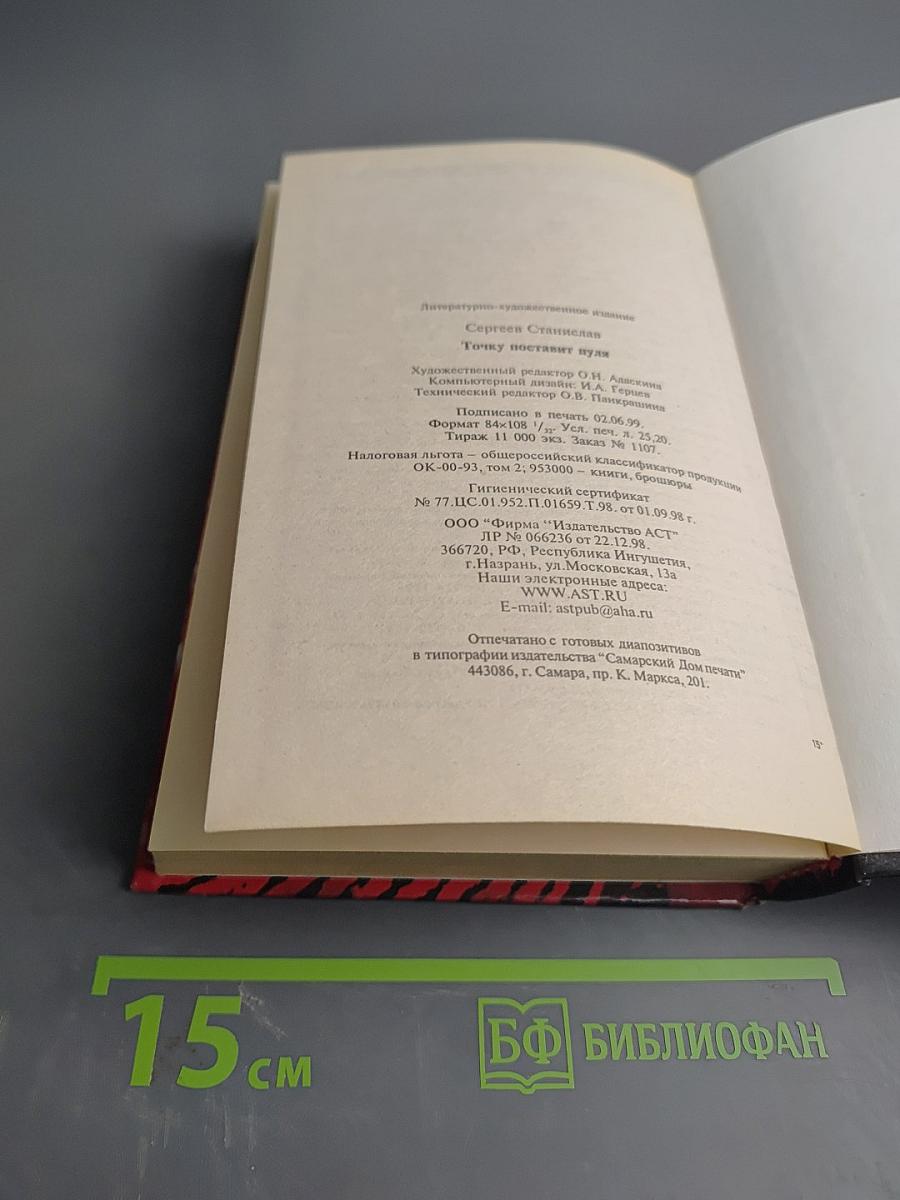 Литературно-художественное издание
Сергеев Станислав
Точку поставит пуля
Художественный редактор О.Н. Адаскина
Компьютерный дизайн: И.А. Герцев
Технический редактор О.В. Панкрашина
Подписано в печать 02.06.99.
Формат 84×108 1/32. Усл. печ. л. 25,20.
Тираж 11 000 экз. Заказ № 1107.
Налоговая льгота – общероссийский классификатор продукции
ОК-00-93, том 2; 953000 – книги, брошюры
Гигиенический сертификат
№ 77.ЦС.01.952.П.01659.Т.98. от 01.09.98 г.
ООО "Фирма "Издательство АСТ"
ЛР № 066236 от 22.12.98.
366720, РФ, Республика Ингушетия,
г.Назрань, ул.Московская, 13а
Наши электронные адреса:
WWW.AST.RU
E-mail: astpub@aha.ru
Отпечатано с готовых диапозитивов
в типографии издательства "Самарский Дом печати"
443086, г. Самара, пр. К. Маркса, 201.
15*
15 см
БФ БИБЛИОФАН